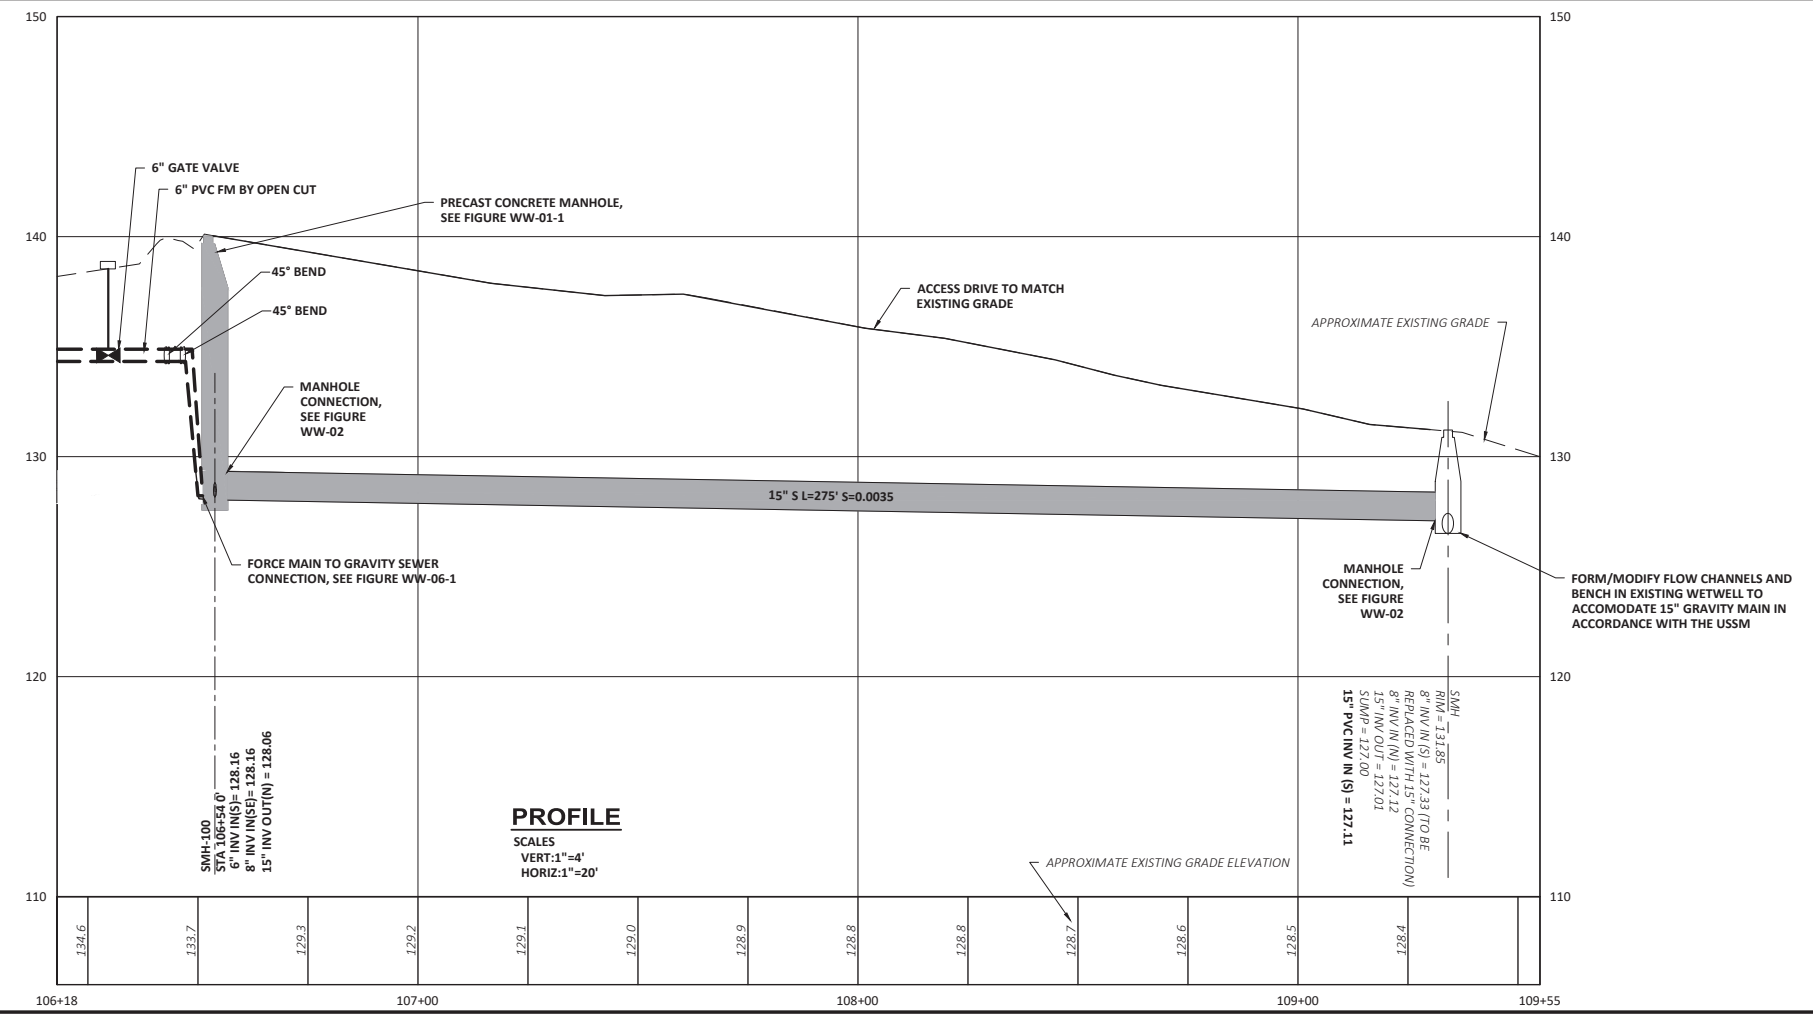 150
150
6" GATE VALVE
6" PVC FM BY OPEN CUT
PRECAST CONCRETE MANHOLE,
SEE FIGURE WW-01-1
140
140
45° BEND
45° BEND
ACCESS DRIVE TO MATCH
EXISTING GRADE
APPROXIMATE EXISTING GRADE
MANHOLE
CONNECTION,
SEE FIGURE
WW-02
130
130
15" S L=275' S=0.0035
FORCE MAIN TO GRAVITY SEWER
CONNECTION, SEE FIGURE WW-06-1
MANHOLE
CONNECTION,
SEE FIGURE
WW-02
FORM/MODIFY FLOW CHANNELS AND
BENCH IN EXISTING WETWELL TO
ACCOMODATE 15" GRAVITY MAIN IN
ACCORDANCE WITH THE USSM
120
120
SMH-100
STA 106+54 0'
6" INV IN(S)= 128.16
8" INV IN(SE)= 128.16
15" INV OUT(N) = 128.06
SMH
RIM = 131.85
8" INV IN (S) = 127.33 (TO BE
REPLACED WITH 15" CONNECTION)
8" INV IN (N) = 127.12
15" INV OUT = 127.01
SUMP = 127.00
15" PVC INV IN (S) = 127.11
PROFILE
SCALES
VERT:1"=4'
HORIZ:1"=20'
APPROXIMATE EXISTING GRADE ELEVATION
110
110
134.6
133.7
129.3
129.2
129.1
129.0
128.9
128.8
128.8
128.7
128.6
128.5
128.4
106+18
107+00
108+00
109+00
109+55